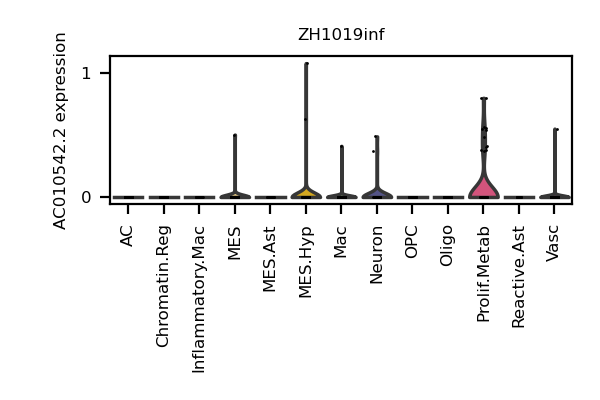 ZH1019inf
AC010542.2 expression
1
0
AC
Chromatin.Reg
Inflammatory.Mac
MES
MES.Ast
MES.Hyp
Mac
Neuron
OPC
Oligo
Prolif.Metab
Reactive.Ast
Vasc